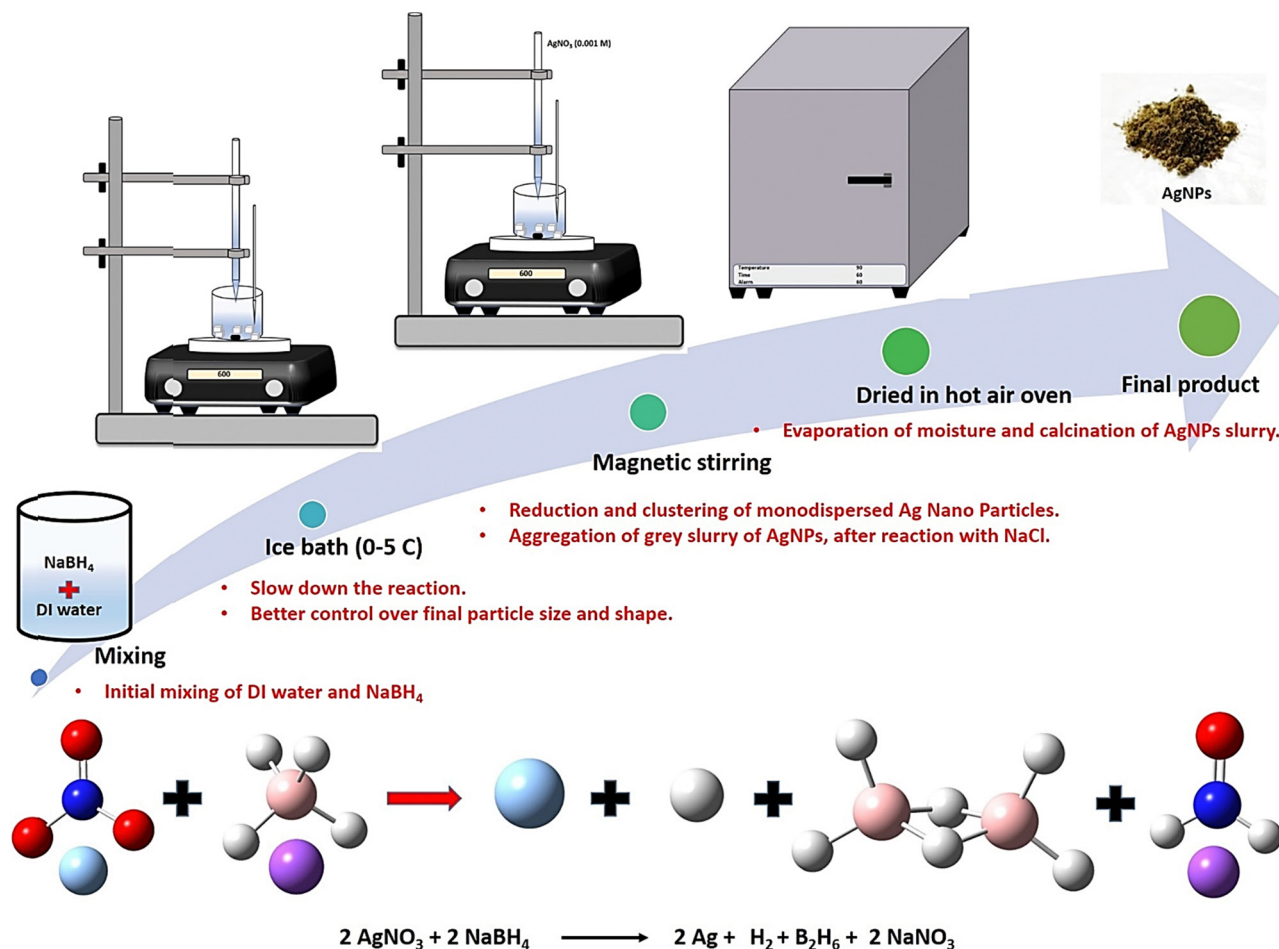 AgNO₃ (0.001 M)
600
600
Temperature 90
Time 60
Alarm 60
AgNPs
Final product
Dried in hot air oven
• Evaporation of moisture and calcination of AgNPs slurry.
Magnetic stirring
• Reduction and clustering of monodispersed Ag Nano Particles.
• Aggregation of grey slurry of AgNPs, after reaction with NaCl.
Ice bath (0-5 C)
• Slow down the reaction.
• Better control over final particle size and shape.
NaBH₄
+
DI water
Mixing
• Initial mixing of DI water and NaBH₄
+ + + +
2 AgNO₃ + 2 NaBH₄ ⟶ 2 Ag + H₂ + B₂H₆ + 2 NaNO₃